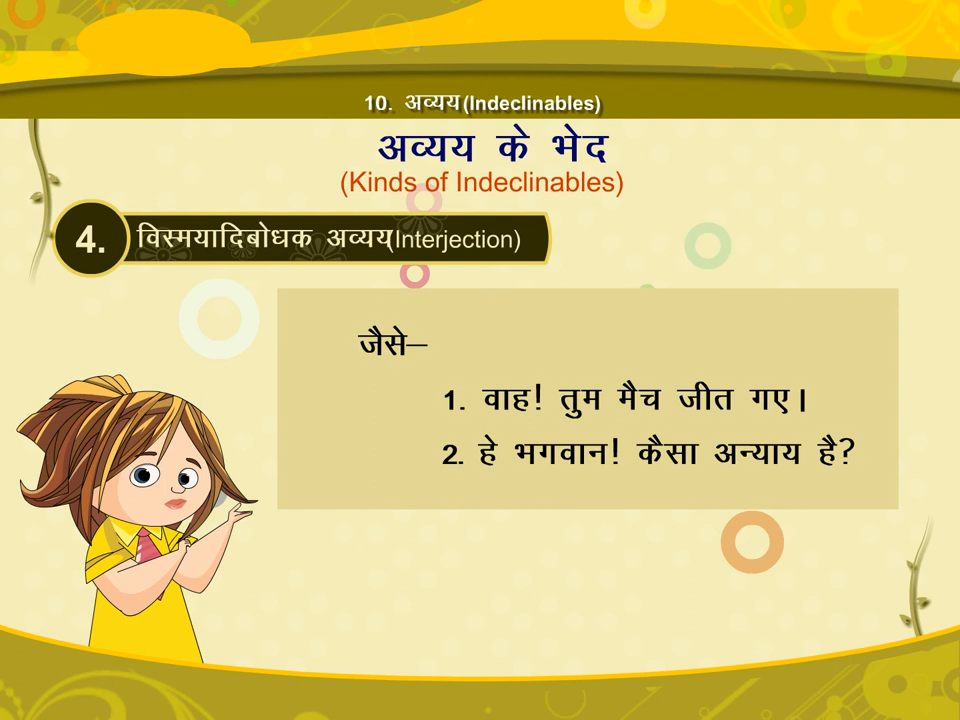 10. अव्यय(Indeclinables)
अव्यय के भेद
(Kinds of Indeclinables)
4. विस्मयादिबोधक अव्यय्(Interjection)
जैसे–
1. वाह! तुम मैच जीत गए।
2. हे भगवान! कैसा अन्याय है?